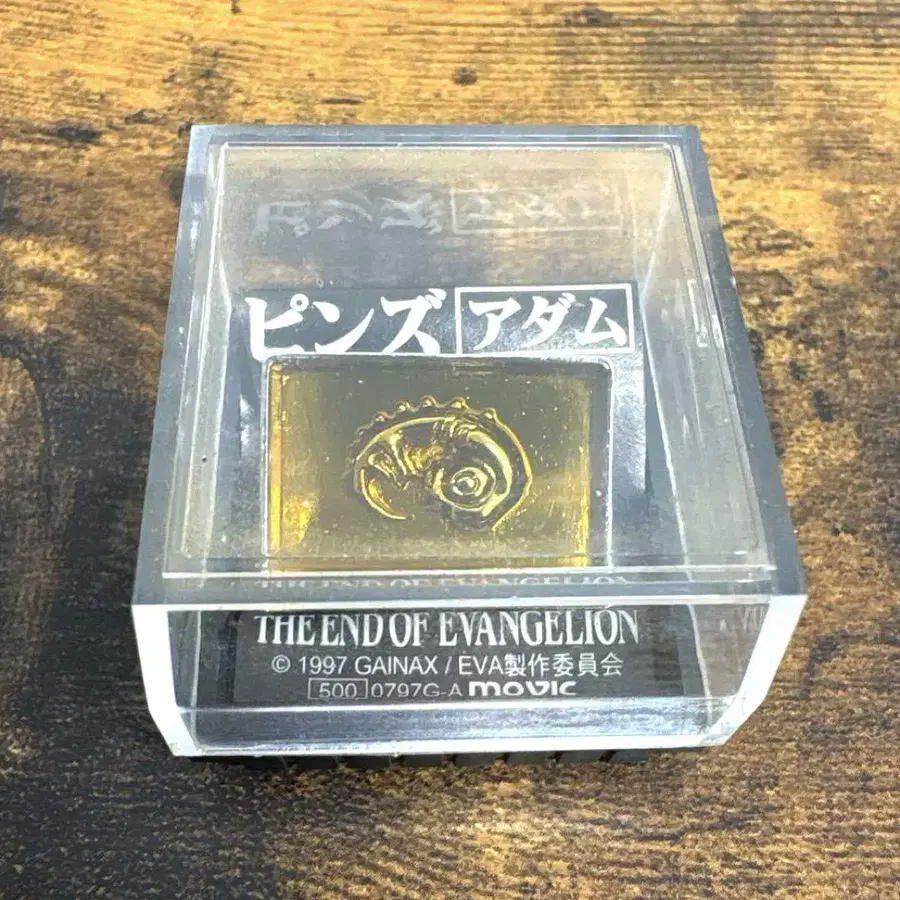 ピンズ アダム
THE END OF EVANGELION
© 1997 GAINAX / EVA製作委員会
500 0797G-A movic